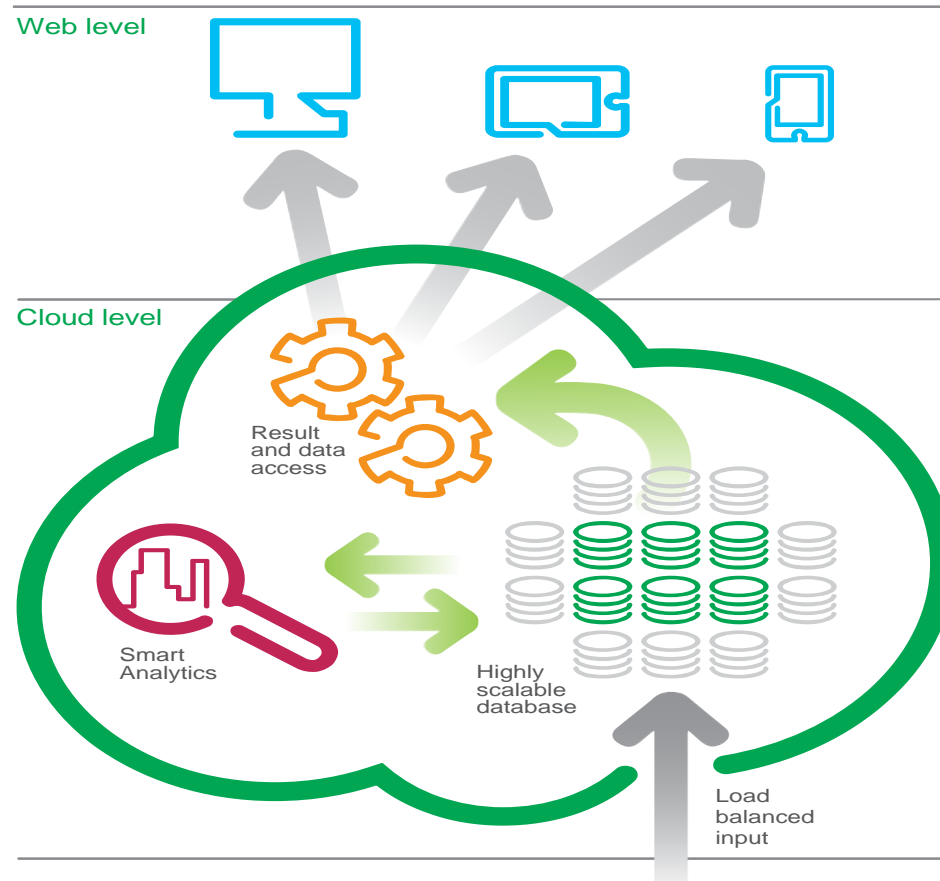 Web level
Cloud level
Result
and data
access
Smart
Analytics
Highly
scalable
database
Load
balanced
input